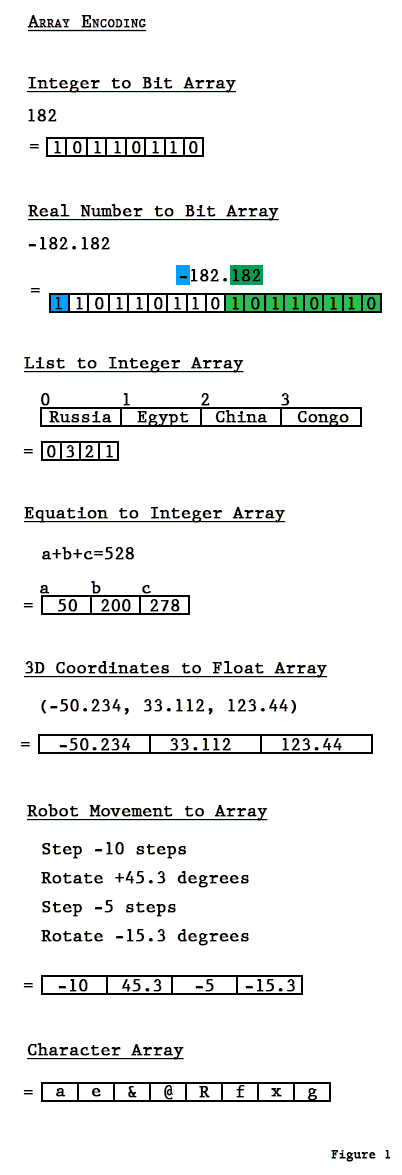 Array Encoding
Integer to Bit Array
182
= 1 0 1 1 0 1 1 0
Real Number to Bit Array
-182.182
-182.182
= 1 1 0 1 1 0 1 1 0 1 0 1 1 0 1 1 0
List to Integer Array
0 1 2 3
Russia Egypt China Congo
= 0 3 2 1
Equation to Integer Array
a+b+c=528
a b c
= 50 200 278
3D Coordinates to Float Array
(-50.234, 33.112, 123.44)
= -50.234 33.112 123.44
Robot Movement to Array
Step -10 steps
Rotate +45.3 degrees
Step -5 steps
Rotate -15.3 degrees
= -10 45.3 -5 -15.3
Character Array
= a e & @ R f x g
Figure 1